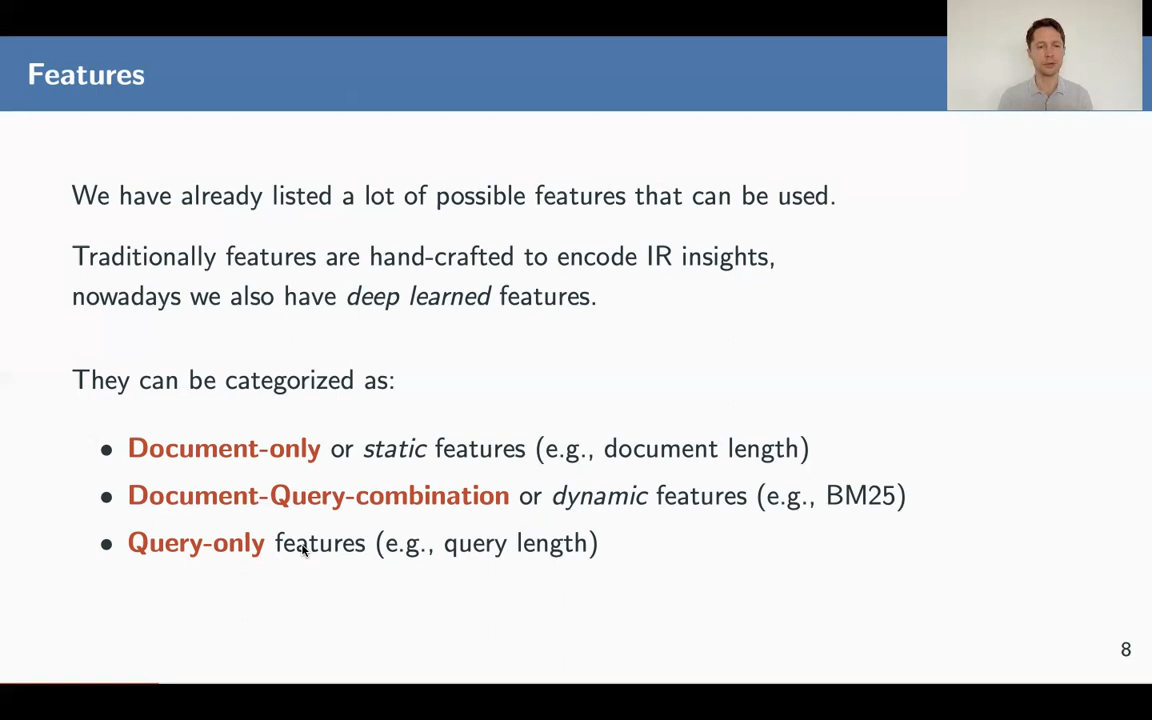 Features
We have already listed a lot of possible features that can be used.
Traditionally features are hand-crafted to encode IR insights,
nowadays we also have deep learned features.
They can be categorized as:
• Document-only or static features (e.g., document length)
• Document-Query-combination or dynamic features (e.g., BM25)
• Query-only features (e.g., query length)
8